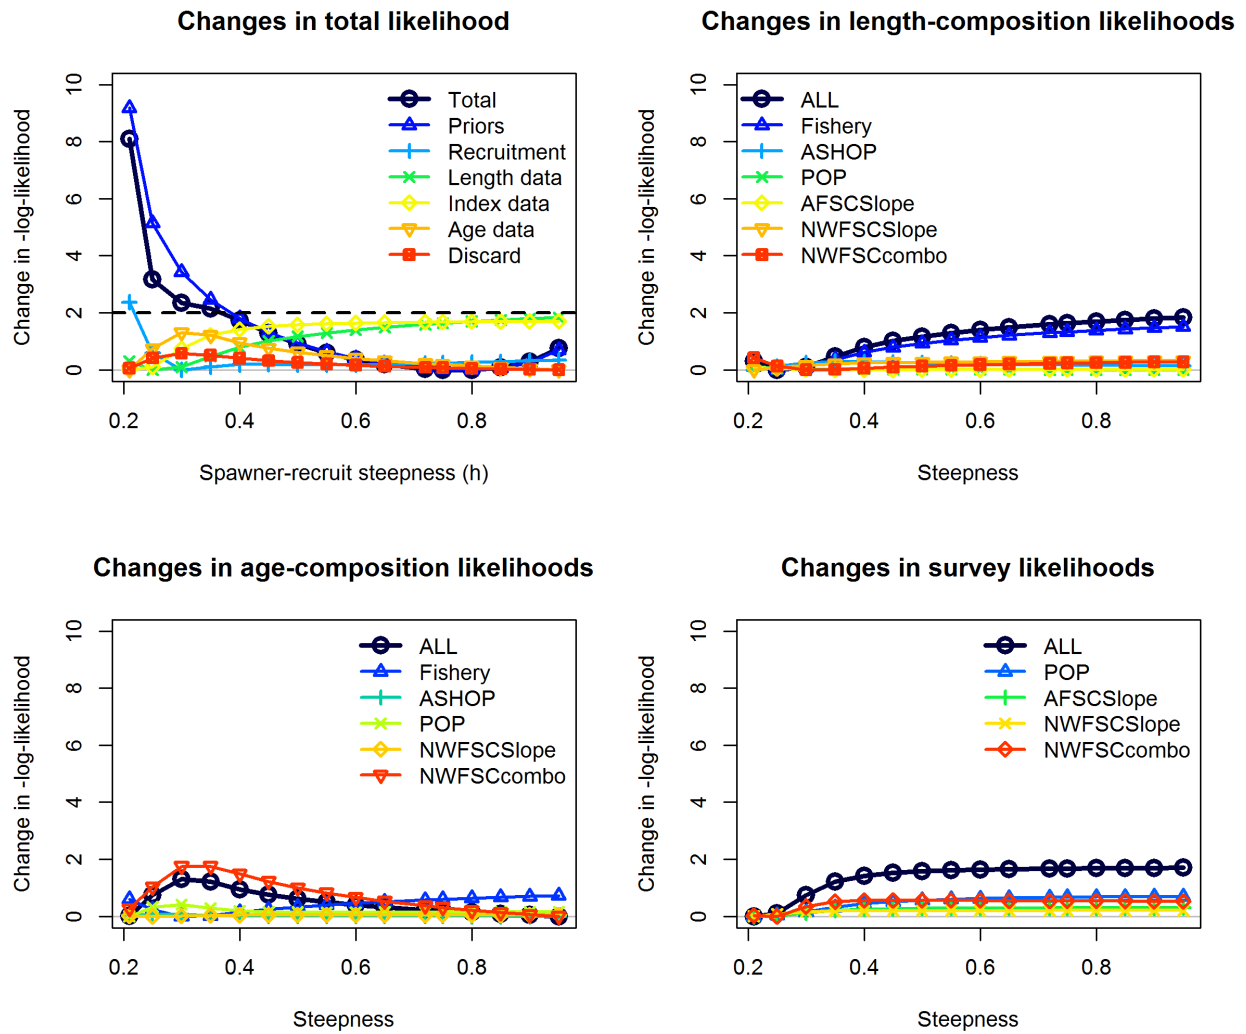 Changes in total likelihood
Change in -log-likelihood
10
8
6
4
2
0
Total
Priors
Recruitment
Length data
Index data
Age data
Discard
0.2 0.4 0.6 0.8
Spawner-recruit steepness (h)
Changes in length-composition likelihoods
Change in -log-likelihood
10
8
6
4
2
0
ALL
Fishery
ASHOP
POP
AFSCSlope
NWFSCSlope
NWFSCcombo
0.2 0.4 0.6 0.8
Steepness
Changes in age-composition likelihoods
Change in -log-likelihood
10
8
6
4
2
0
ALL
Fishery
ASHOP
POP
NWFSCSlope
NWFSCcombo
0.2 0.4 0.6 0.8
Steepness
Changes in survey likelihoods
Change in -log-likelihood
10
8
6
4
2
0
ALL
POP
AFSCSlope
NWFSCSlope
NWFSCcombo
0.2 0.4 0.6 0.8
Steepness